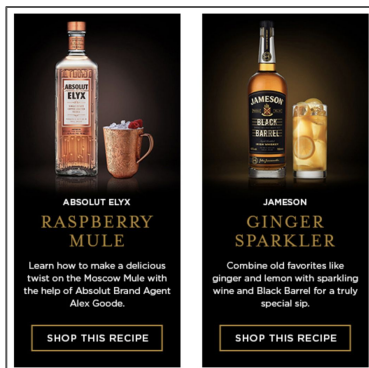 ABSOLUT
ELYX
JAMESON
BLACK
BARREL
ABSOLUT ELYX
RASPBERRY
MULE
Learn how to make a delicious
twist on the Moscow Mule with
the help of Absolut Brand Agent
Alex Goode.
SHOP THIS RECIPE
JAMESON
GINGER
SPARKLER
Combine old favorites like
ginger and lemon with sparkling
wine and Black Barrel for a truly
special sip.
SHOP THIS RECIPE